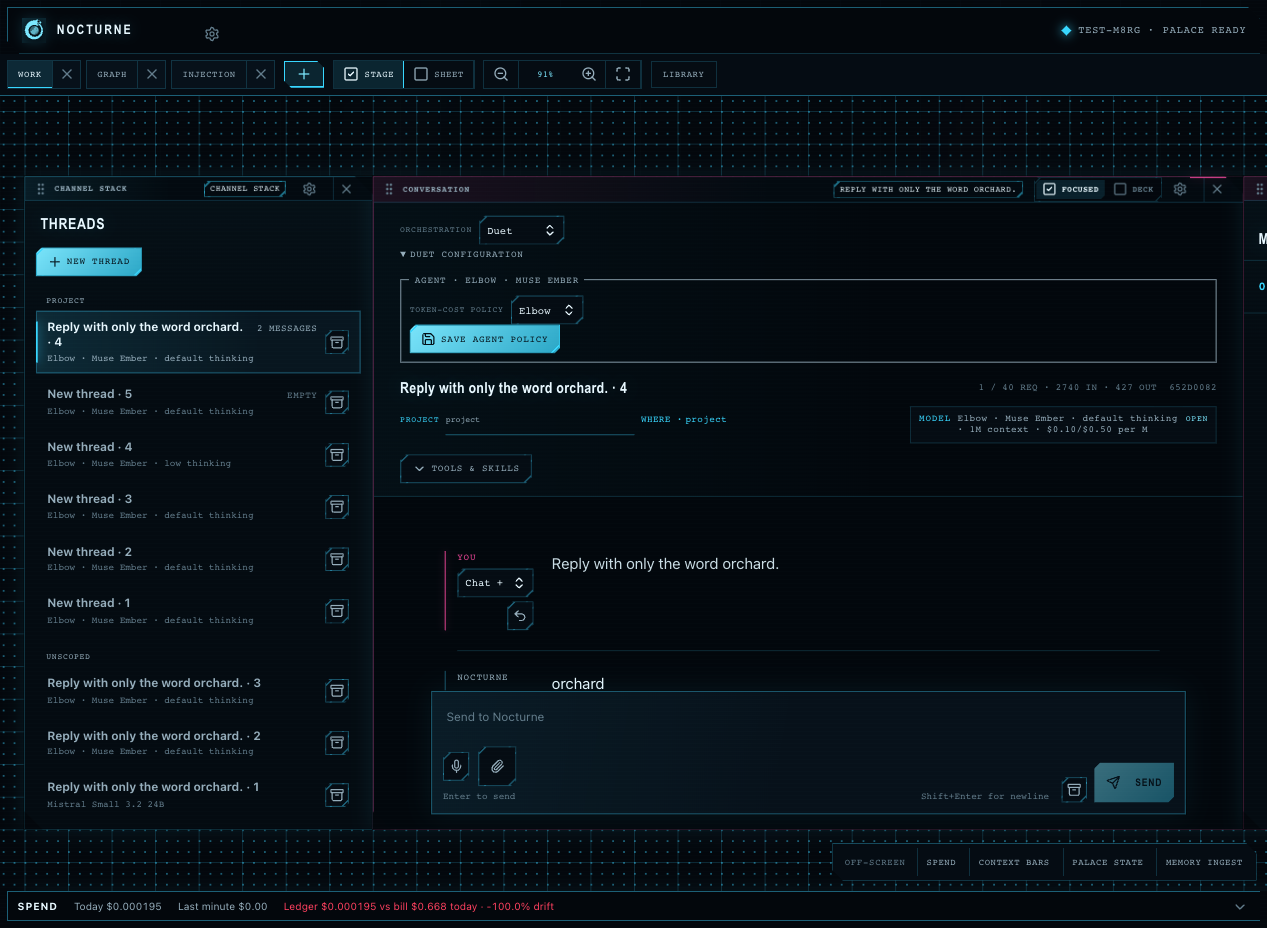 NOCTURNE
TEST-M8RG · PALACE READY
WORK
GRAPH
INJECTION
STAGE
SHEET
91%
LIBRARY
CHANNEL STACK
CHANNEL STACK
THREADS
NEW THREAD
PROJECT
Reply with only the word orchard. · 4
2 MESSAGES
Elbow · Muse Ember · default thinking
New thread · 5
EMPTY
Elbow · Muse Ember · default thinking
New thread · 4
Elbow · Muse Ember · low thinking
New thread · 3
Elbow · Muse Ember · default thinking
New thread · 2
Elbow · Muse Ember · default thinking
New thread · 1
Elbow · Muse Ember · default thinking
UNSCOPED
Reply with only the word orchard. · 3
Elbow · Muse Ember · default thinking
Reply with only the word orchard. · 2
Elbow · Muse Ember · default thinking
Reply with only the word orchard. · 1
Mistral Small 3.2 24B
CONVERSATION
REPLY WITH ONLY THE WORD ORCHARD.
FOCUSED
DECK
ORCHESTRATION
Duet
▼ DUET CONFIGURATION
AGENT · ELBOW · MUSE EMBER
TOKEN-COST POLICY
Elbow
SAVE AGENT POLICY
Reply with only the word orchard. · 4
1 / 40 REQ · 2740 IN · 427 OUT 652D0082
PROJECT project
WHERE · project
MODEL Elbow · Muse Ember · default thinking OPEN
· 1M context · $0.10/$0.50 per M
TOOLS & SKILLS
YOU
Chat +
Reply with only the word orchard.
NOCTURNE
orchard
Send to Nocturne
Enter to send
Shift+Enter for newline
SEND
M
0
OFF-SCREEN
SPEND
CONTEXT BARS
PALACE STATE
MEMORY INGEST
SPEND
Today $0.000195
Last minute $0.00
Ledger $0.000195 vs bill $0.668 today · -100.0% drift